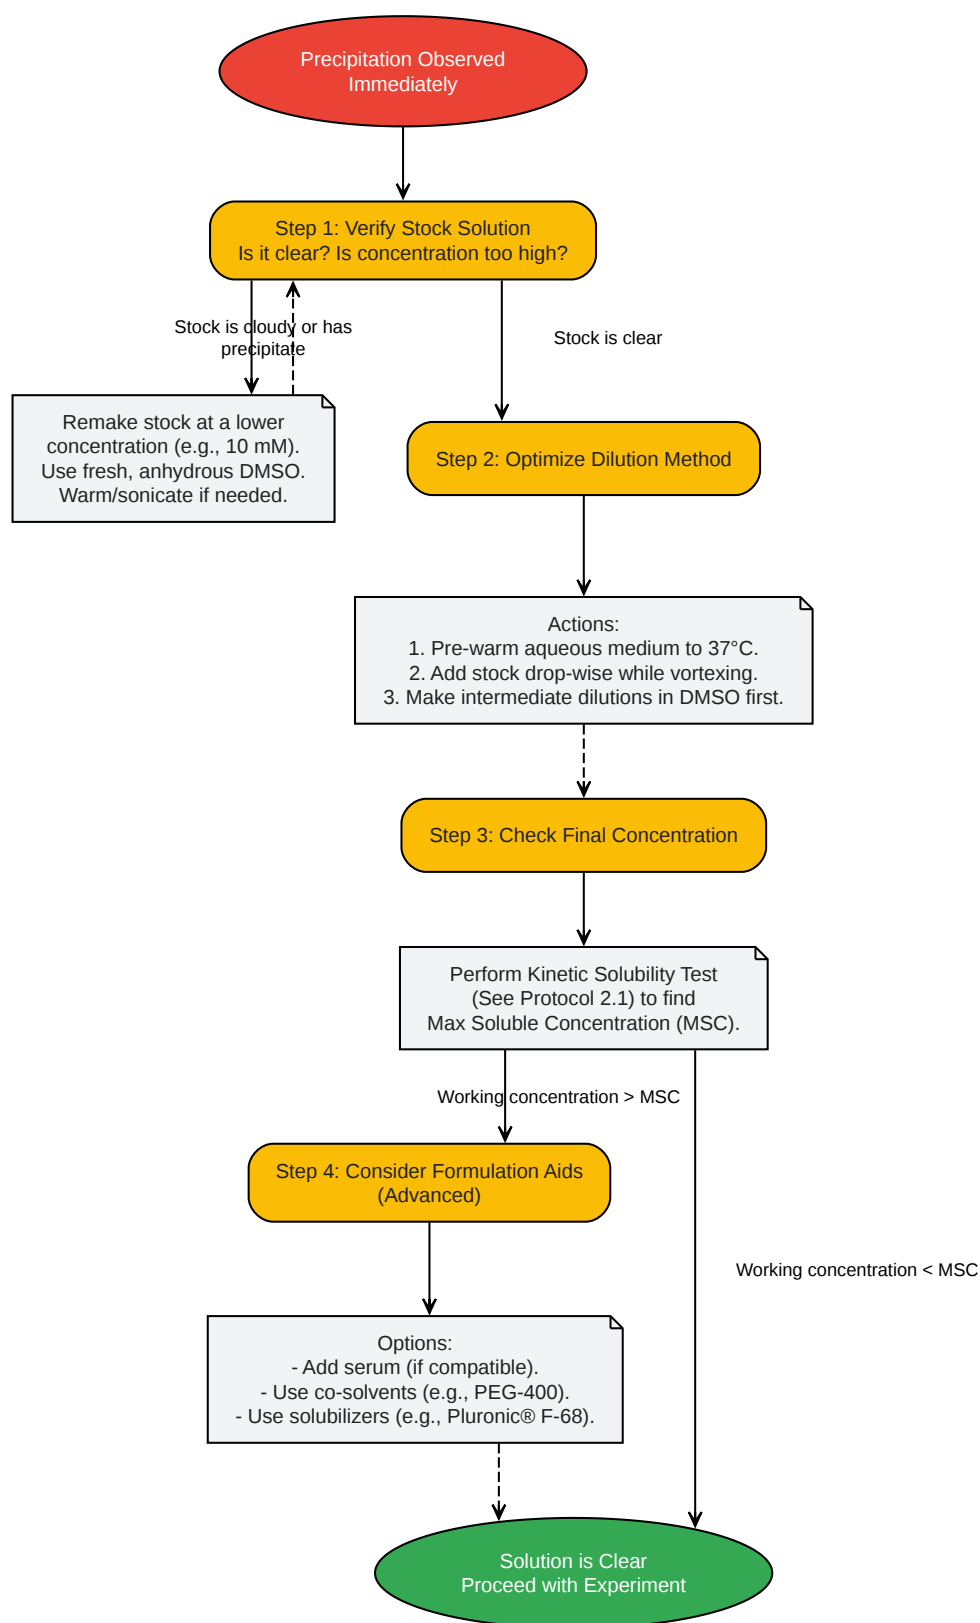 Precipitation Observed
Immediately
Step 1: Verify Stock Solution
Is it clear? Is concentration too high?
Stock is cloudy or has
precipitate
Stock is clear
Remake stock at a lower
concentration (e.g., 10 mM).
Use fresh, anhydrous DMSO.
Warm/sonicate if needed.
Step 2: Optimize Dilution Method
Actions:
1. Pre-warm aqueous medium to 37°C.
2. Add stock drop-wise while vortexing.
3. Make intermediate dilutions in DMSO first.
Step 3: Check Final Concentration
Perform Kinetic Solubility Test
(See Protocol 2.1) to find
Max Soluble Concentration (MSC).
Working concentration > MSC
Step 4: Consider Formulation Aids
(Advanced)
Working concentration < MSC
Options:
- Add serum (if compatible).
- Use co-solvents (e.g., PEG-400).
- Use solubilizers (e.g., Pluronic® F-68).
Solution is Clear
Proceed with Experiment